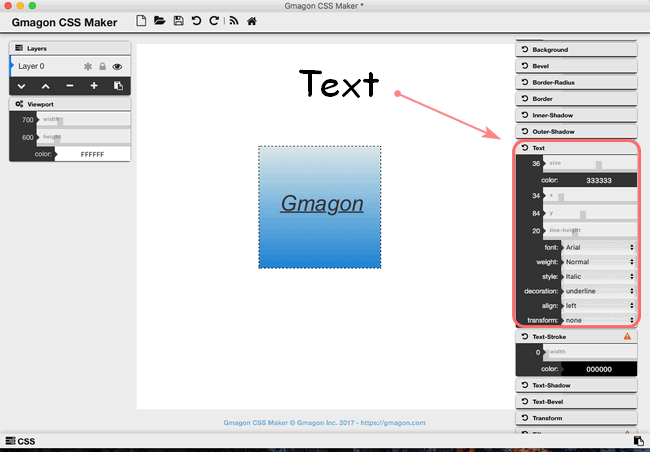 Gmagon CSS Maker *
Gmagon CSS Maker
Layers
Layer 0
Viewport
700 width
600 height
color: FFFFFF
Text
Gmagon
Gmagon CSS Maker © Gmagon Inc. 2017 - https://gmagon.com
Background
Bevel
Border-Radius
Border
Inner-Shadow
Outer-Shadow
Text
36 size
color: 333333
34 x
84 y
20 line-height
font: Arial
weight: Normal
style: Italic
decoration: underline
align: left
transform: none
Text-Stroke
0 width
color: 000000
Text-Shadow
Text-Bevel
Transform
CSS